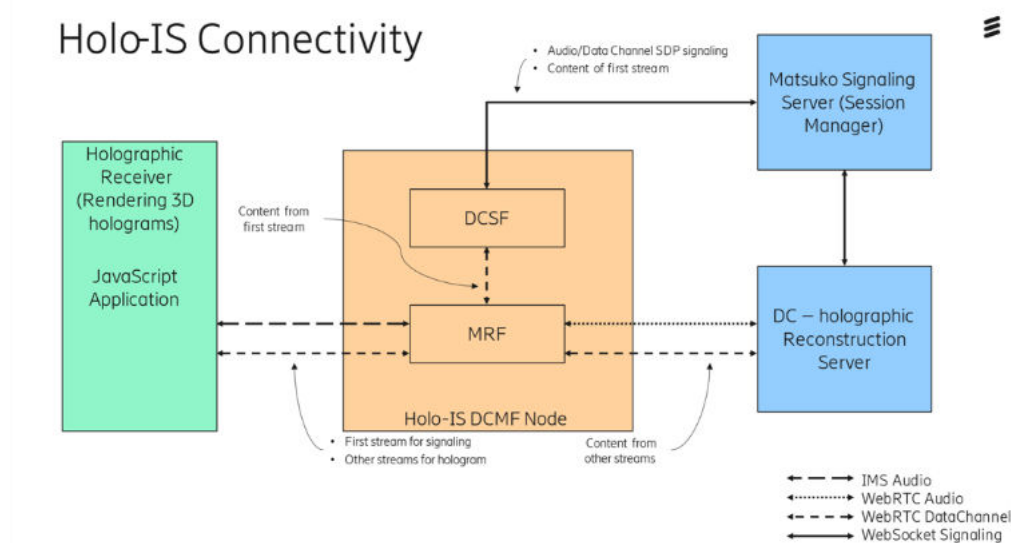 Holo-IS Connectivity
• Audio/Data Channel SDP signaling
• Content of first stream
Matsuko Signaling
Server (Session
Manager)
Holographic
Receiver
(Rendering 3D
holograms)
JavaScript
Application
Content from
first stream
DCSF
MRF
Holo-IS DCMF Node
DC – holographic
Reconstruction
Server
• First stream for signaling
• Other streams for hologram
Content from
other streams
IMS Audio
WebRTC Audio
WebRTC DataChannel
WebSocket Signaling